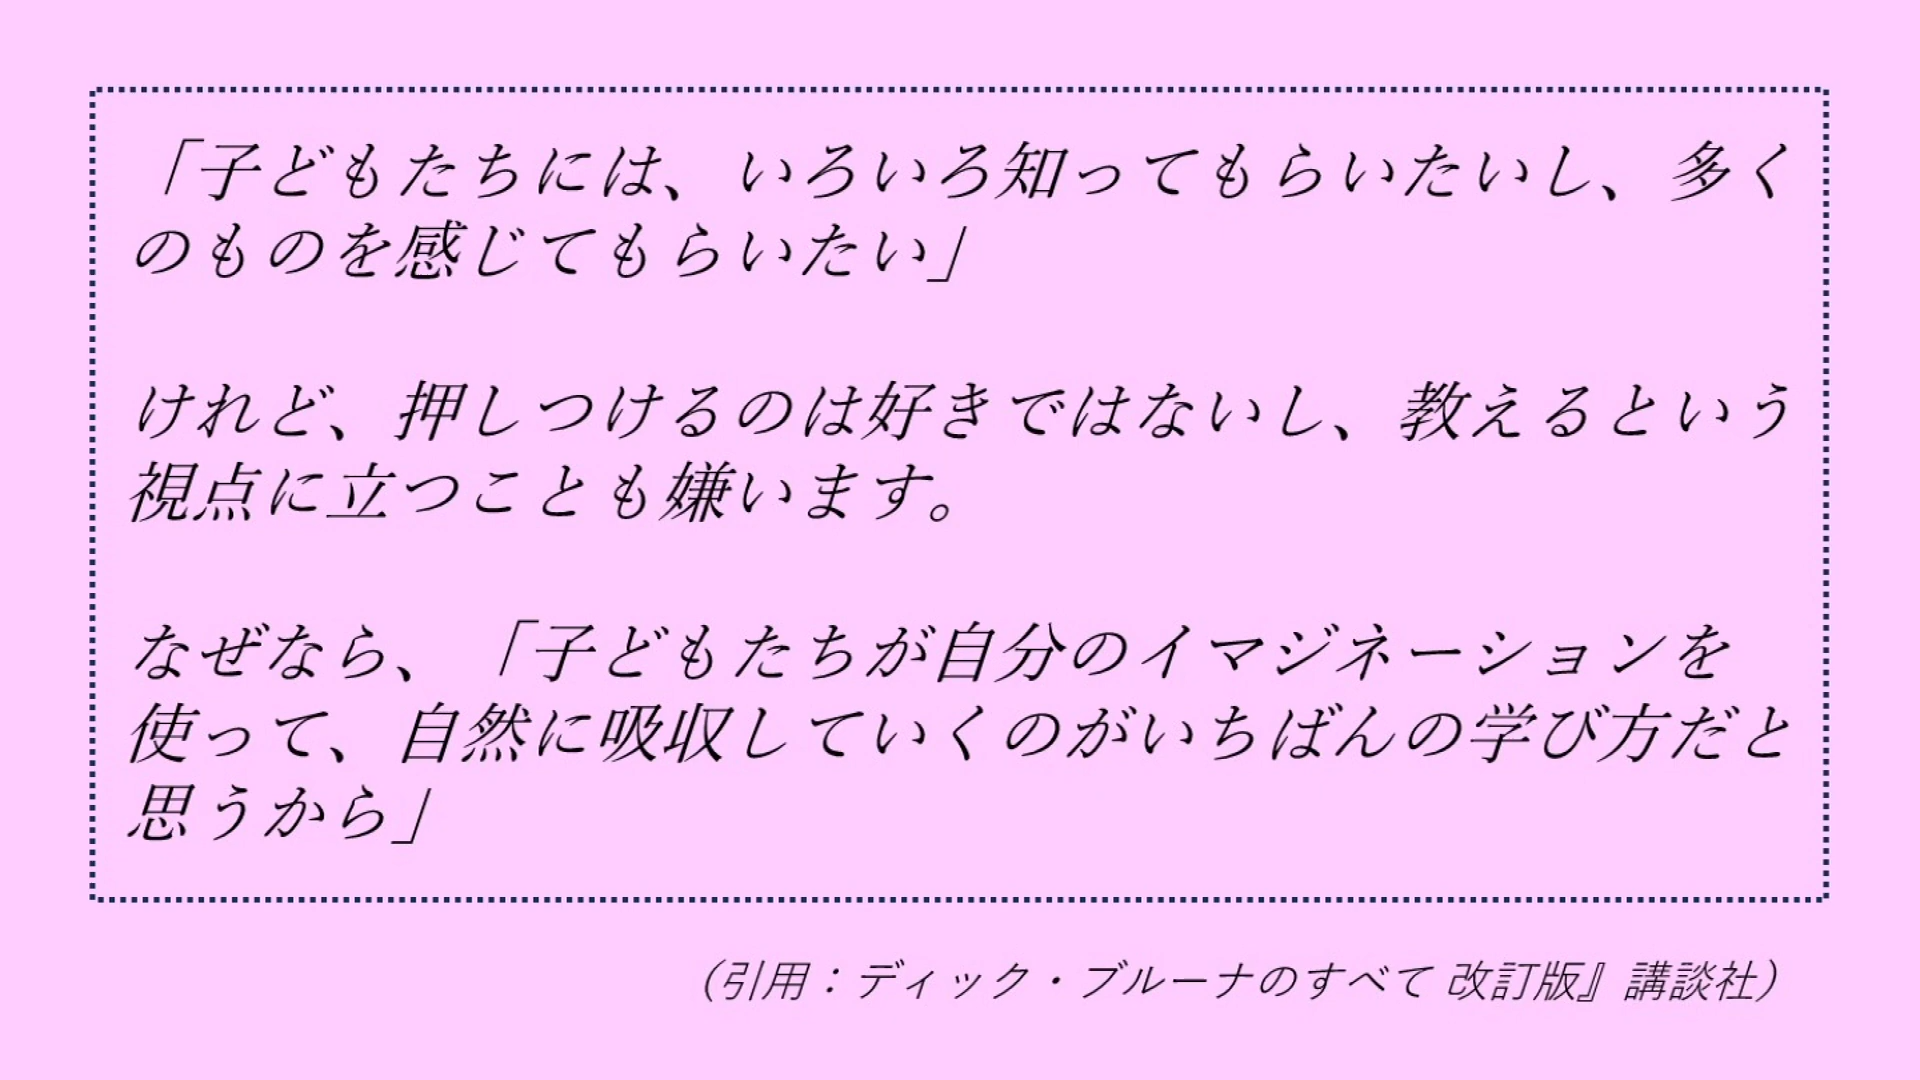 「子どもたちには、いろいろ知ってもらいたいし、多く
のものを感じてもらいたい」
けれど、押しつけるのは好きではないし、教えるという
視点に立つことも嫌います。
なぜなら、「子どもたちが自分のイマジネーションを
使って、自然に吸収していくのがいちばんの学び方だと
思うから」
（引用：ディック・ブルーナのすべて 改訂版』講談社）